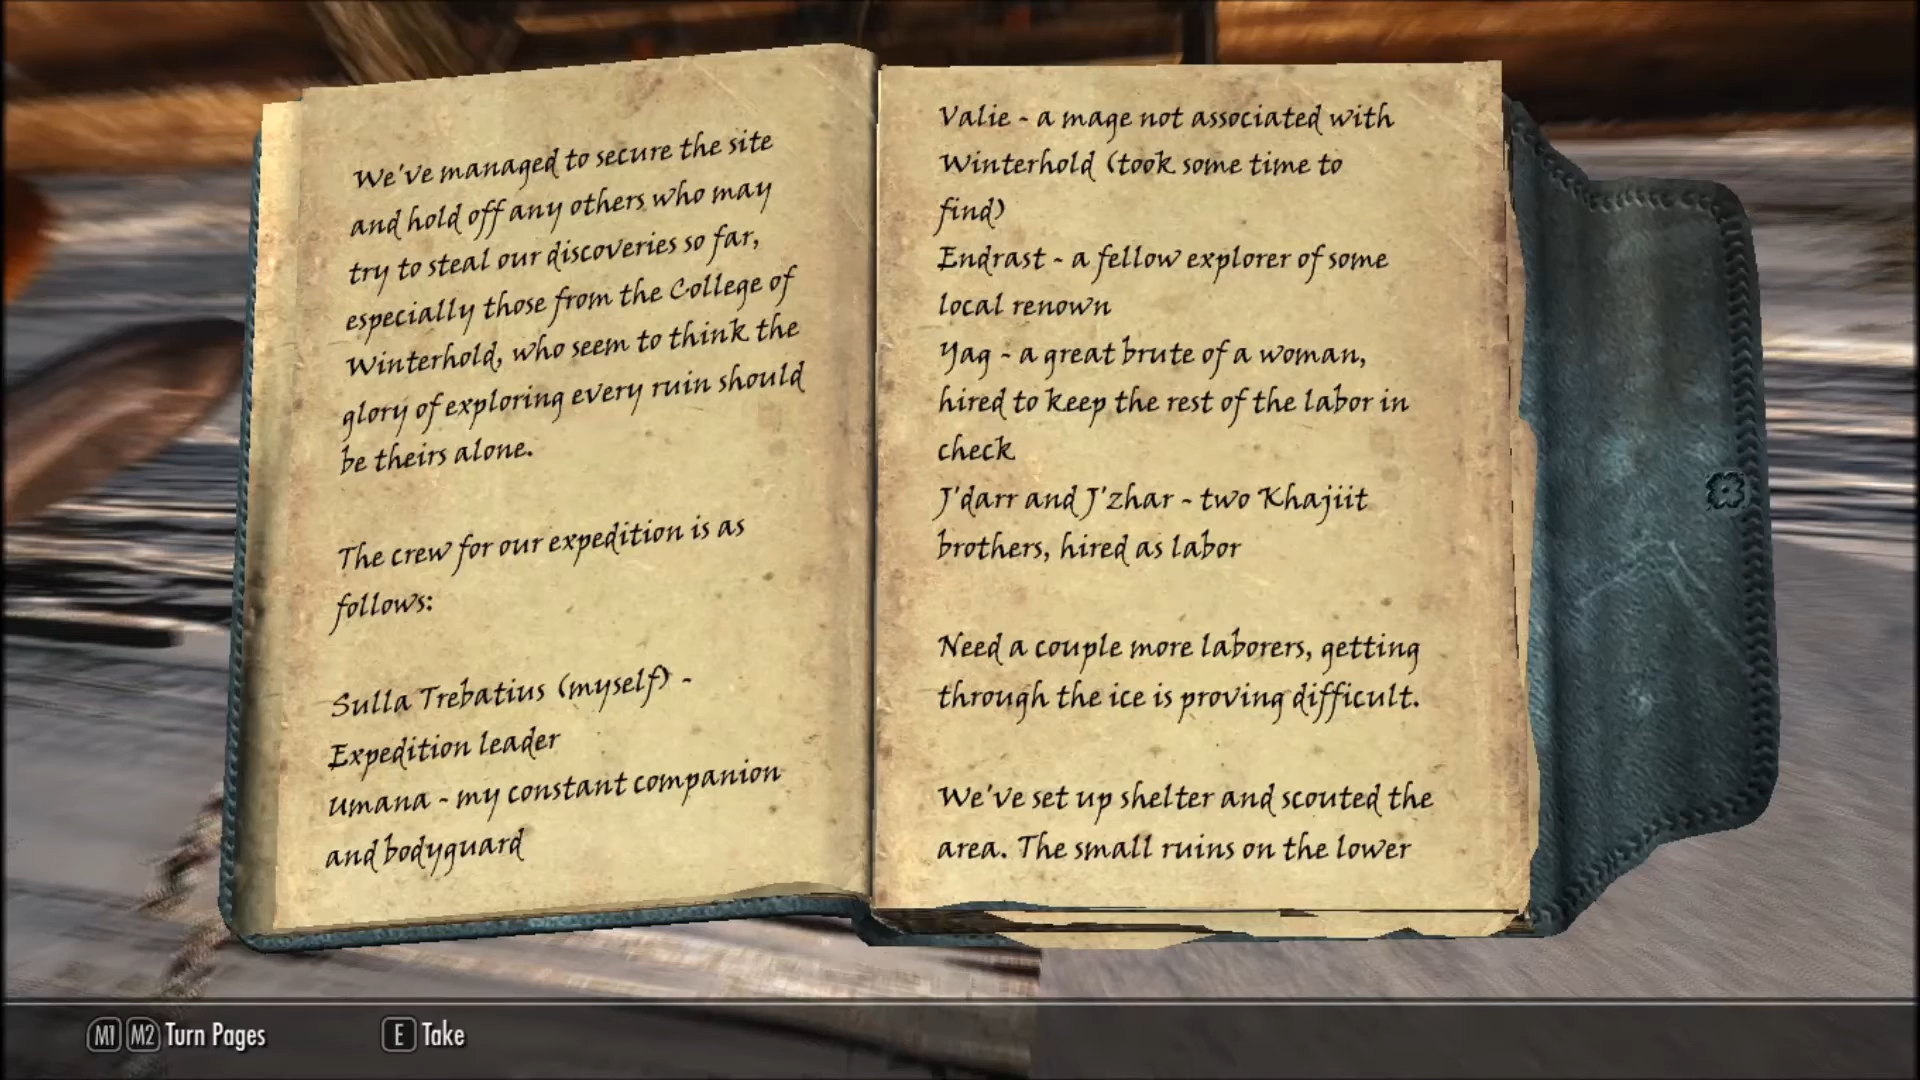 We've managed to secure the site
and hold off any others who may
try to steal our discoveries so far,
especially those from the College of
Winterhold, who seem to think the
glory of exploring every ruin should
be theirs alone.
The crew for our expedition is as
follows:
Sulla Trebatius (myself) -
Expedition leader
Umana - my constant companion
and bodyguard
Valie - a mage not associated with
Winterhold (took some time to
find)
Endrast - a fellow explorer of some
local renown
Yag - a great brute of a woman,
hired to keep the rest of the labor in
check
J'darr and J'zhar - two Khajiit
brothers, hired as labor
Need a couple more laborers, getting
through the ice is proving difficult.
We've set up shelter and scouted the
area. The small ruins on the lower
M1 M2 Turn Pages E Take